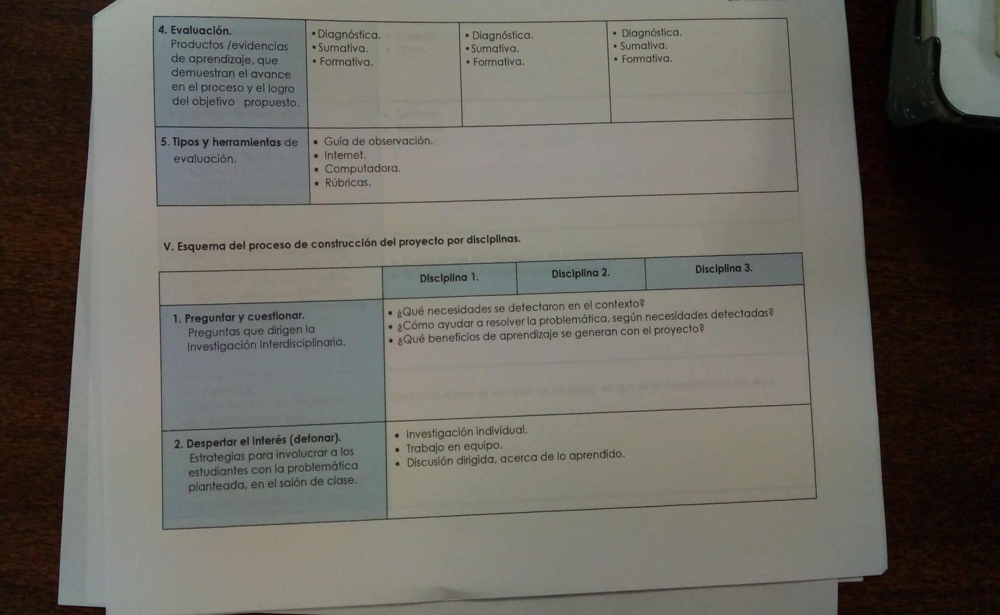 4. Evaluación.
Productos /evidencias
de aprendizaje, que
demuestran el avance
en el proceso y el logro
del objetivo propuesto.
• Diagnóstica.
• Sumativa.
• Formativa.
• Diagnóstica.
• Sumativa.
• Formativa.
• Diagnóstica.
• Sumativa.
• Formativa.
5. Tipos y herramientas de
evaluación.
• Guía de observación.
• Internet.
• Computadora.
• Rúbricas.
V. Esquema del proceso de construcción del proyecto por disciplinas.
Disciplina 1.
Disciplina 2.
Disciplina 3.
1. Preguntar y cuestionar.
Preguntas que dirigen la
Investigación Interdisciplinaria.
• ¿Qué necesidades se detectaron en el contexto?
• ¿Cómo ayudar a resolver la problemática, según necesidades detectadas?
• ¿Qué beneficios de aprendizaje se generan con el proyecto?
2. Despertar el interés (detonar).
Estrategias para involucrar a los
estudiantes con la problemática
planteada, en el salón de clase.
• Investigación individual.
• Trabajo en equipo.
• Discusión dirigida, acerca de lo aprendido.